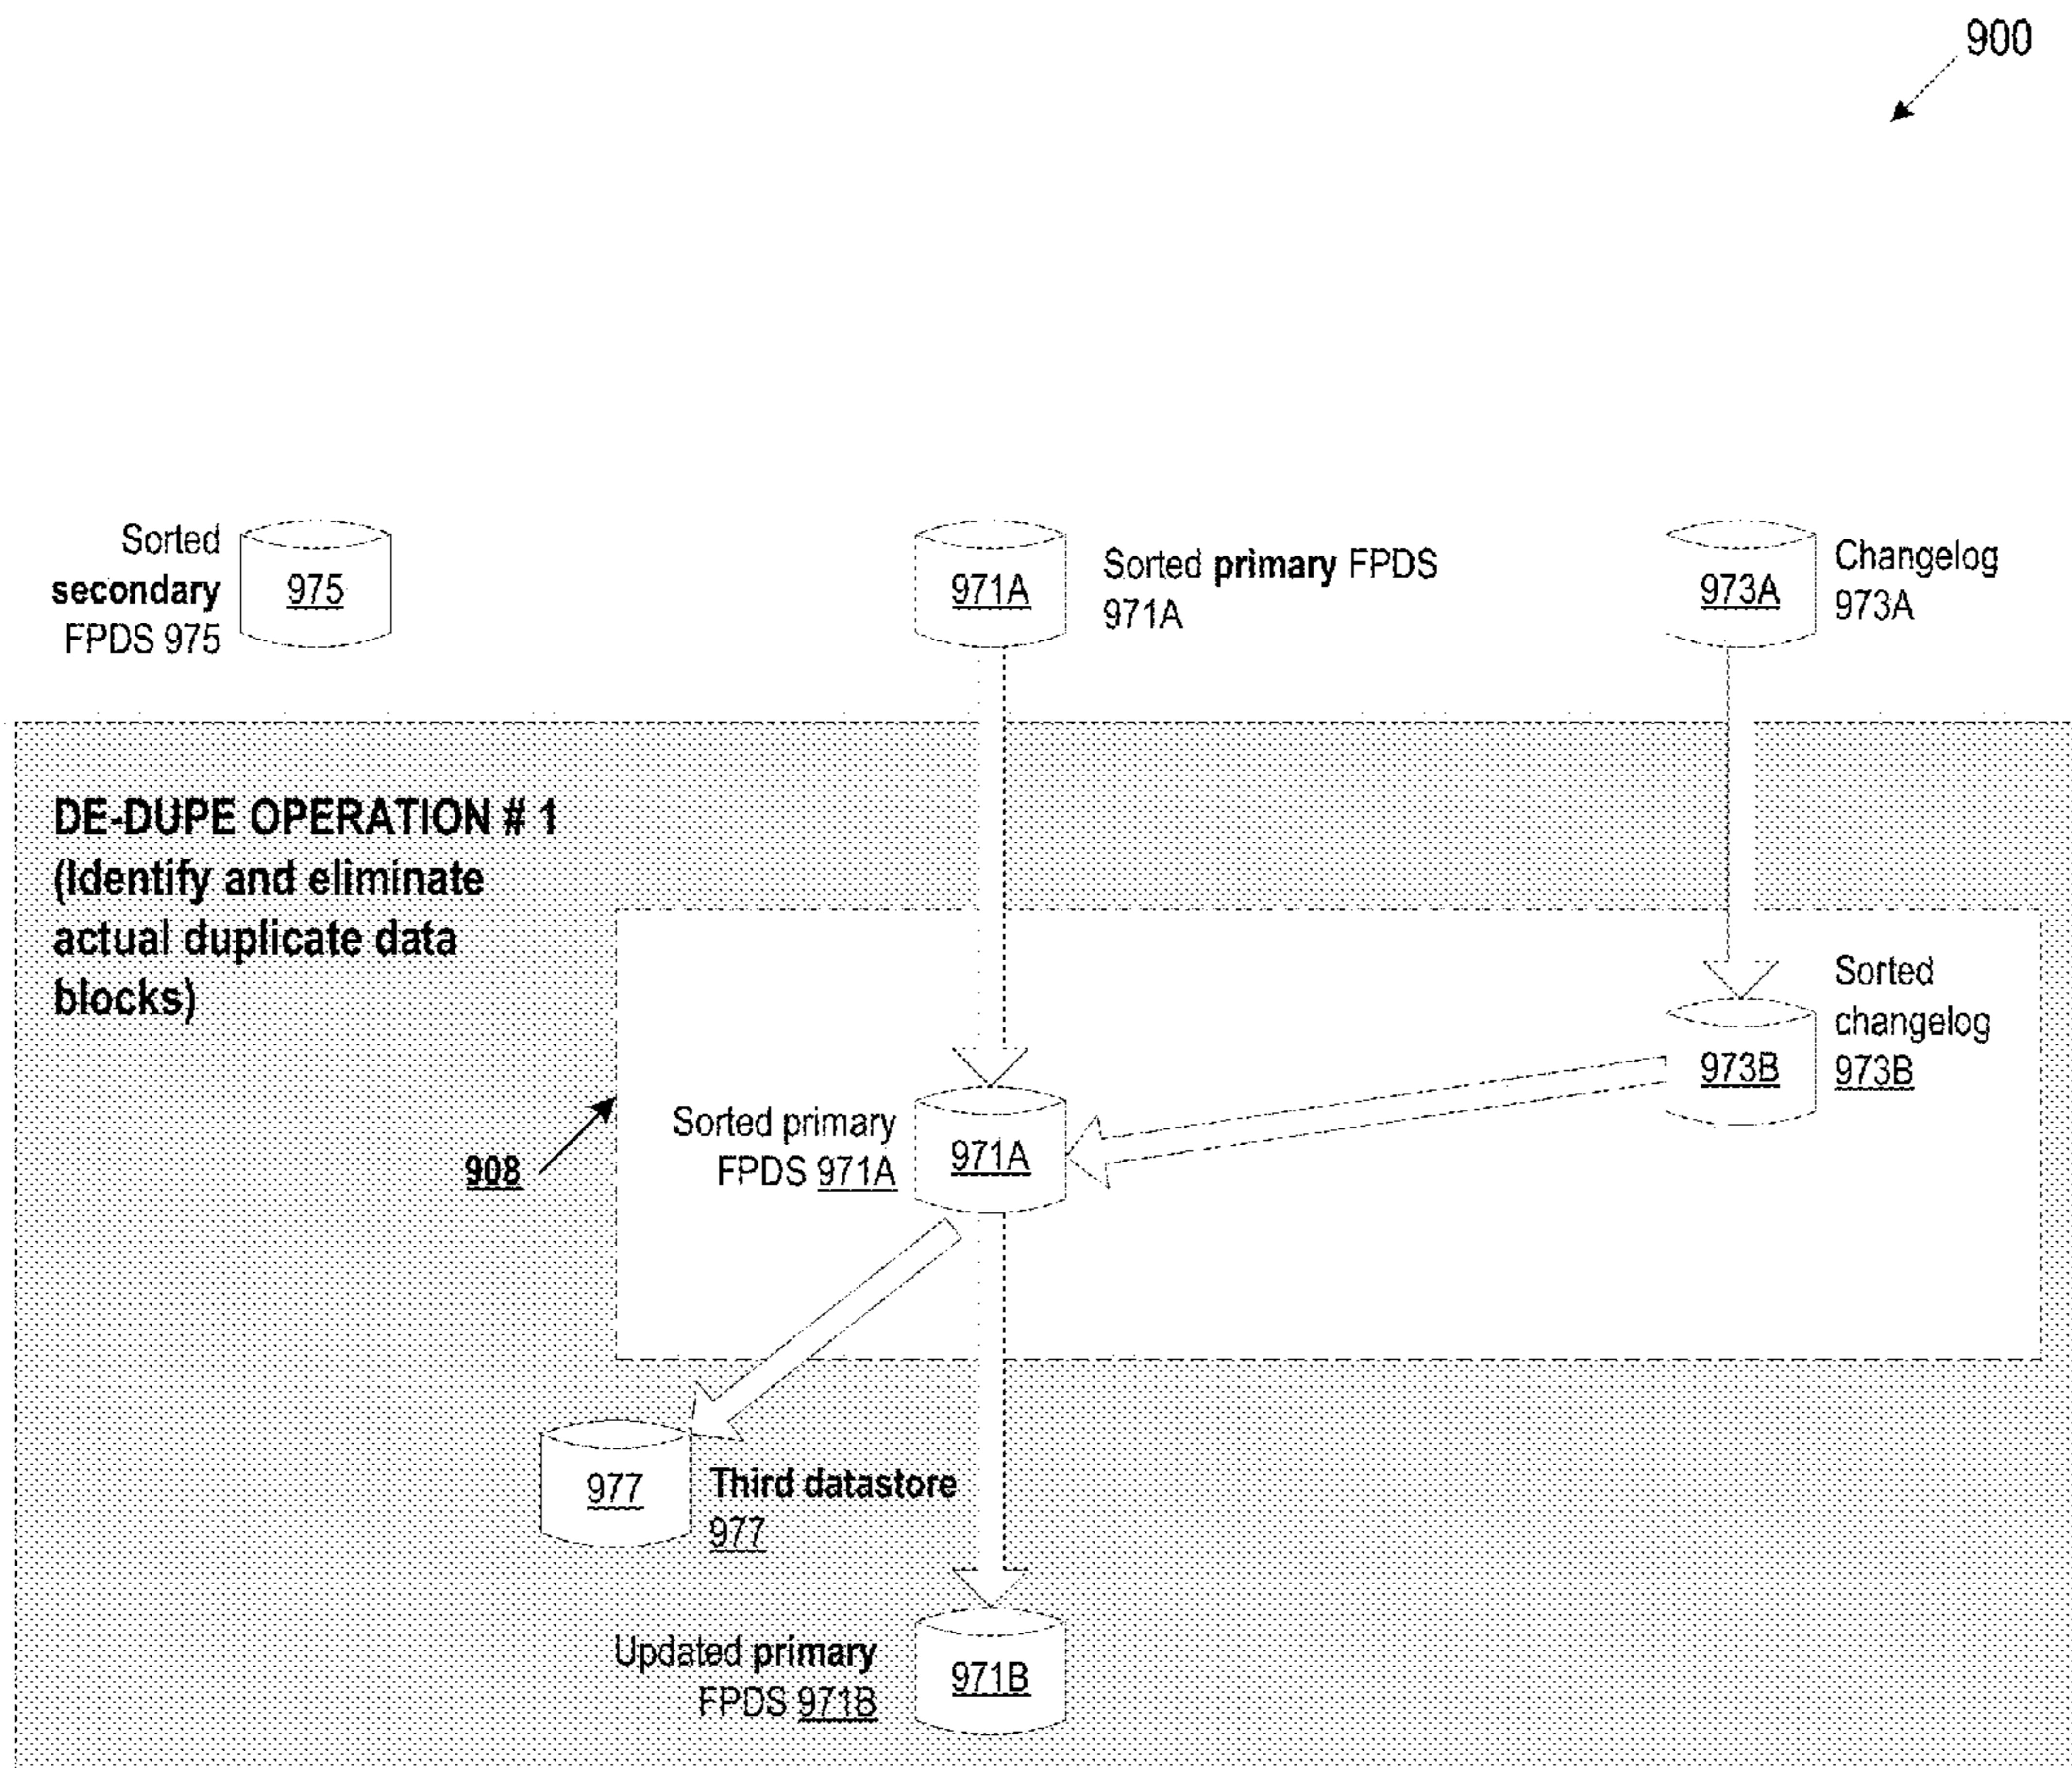 900
Sorted
secondary
FPDS 975
975
971A
Sorted primary FPDS
971A
973A
Changelog
973A
DE-DUPE OPERATION # 1
(Identify and eliminate
actual duplicate data
blocks)
Sorted
changelog
973B
973B
Sorted primary
FPDS 971A
971A
908
977
Third datastore
977
Updated primary
FPDS 971B
971B